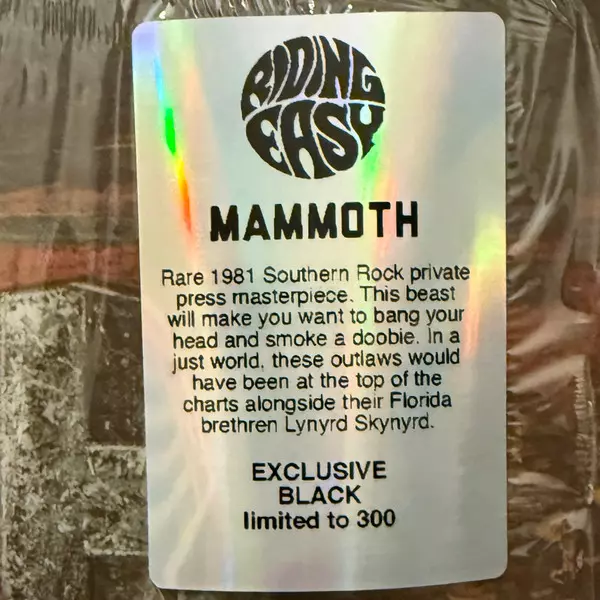 RIDING
EASY
MAMMOTH
Rare 1981 Southern Rock private
press masterpiece. This beast
will make you want to bang your
head and smoke a doobie. In a
just world, these outlaws would
have been at the top of the
charts alongside their Florida
brethren Lynyrd Skynyrd.
EXCLUSIVE
BLACK
limited to 300